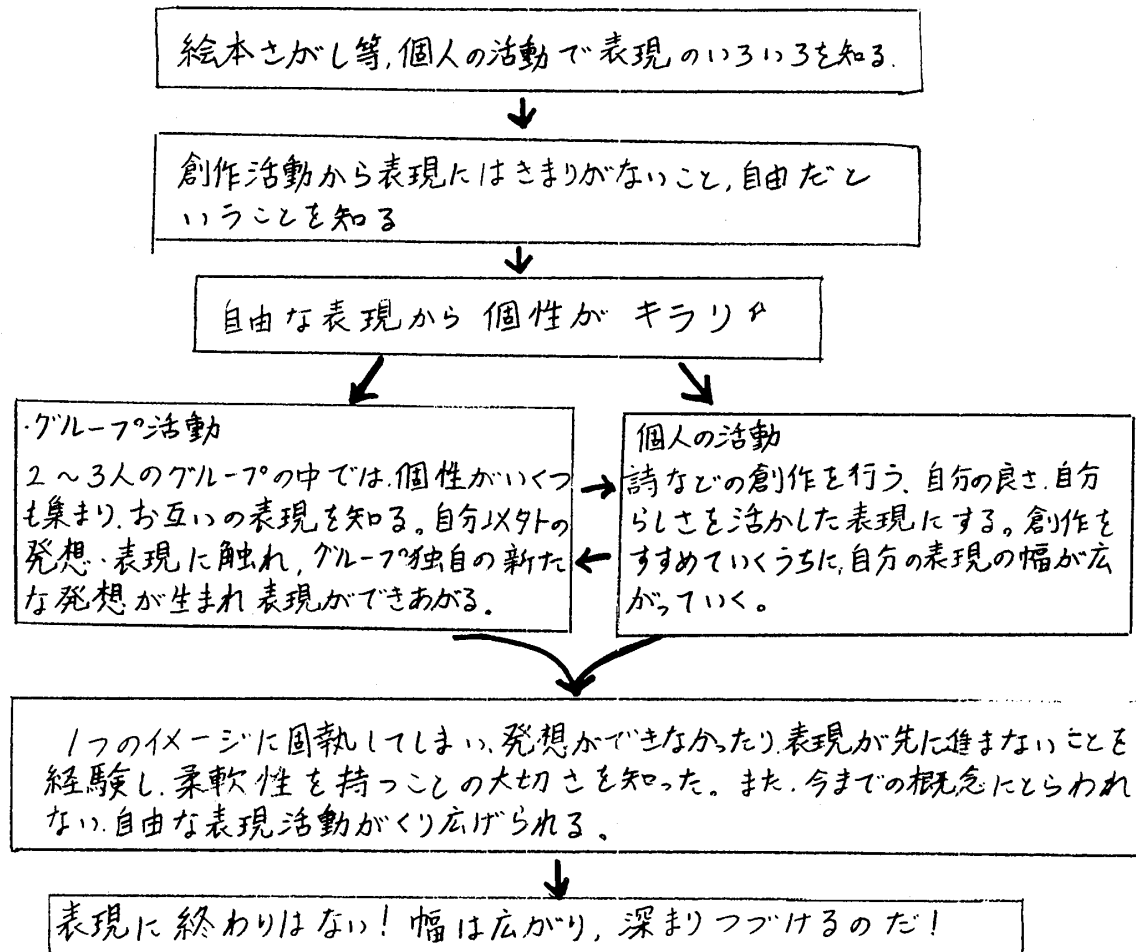 絵本さがし等、個人の活動で表現のいろいろを知る.
創作活動から表現にはきまりがないこと、自由だと
いうことを知る
自由な表現から 個性が キラリ
・グループ活動
2〜3人のグループの中では、個性がいくつ
も集まり、お互いの表現を知る。自分以外の
発想・表現に触れ、グループ独自の新た
な発想が生まれ表現ができあがる.
個人の活動
詩などの創作を行う、自分の良さ、自分
らしさを活かした表現にする。創作を
すすめていくうちに、自分の表現の幅が広
がっていく。
1つのイメージに固執してしまい、発想ができなかったり、表現が先に進まないことを
経験し、柔軟性を持つことの大切さを知った。また、今までの概念にとらわれ
ない、自由な表現活動がくり広げられる。
表現に終わりはない!幅は広がり、深まりつづけるのだ!